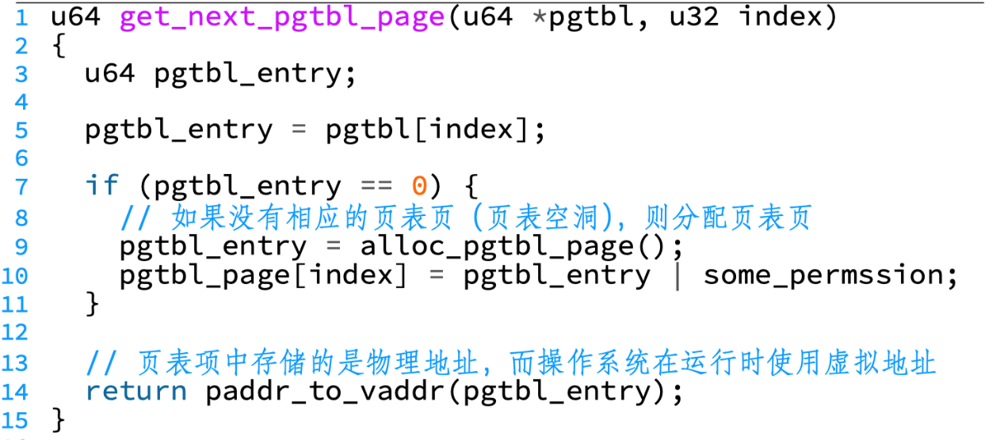 1 u64 get_next_pgtbl_page(u64 *pgtbl, u32 index)
2 {
3   u64 pgtbl_entry;
4
5   pgtbl_entry = pgtbl[index];
6
7   if (pgtbl_entry == 0) {
8     // 如果没有相应的页表页（页表空洞），则分配页表页
9     pgtbl_entry = alloc_pgtbl_page();
10     pgtbl_page[index] = pgtbl_entry | some_permssion;
11   }
12
13   // 页表项中存储的是物理地址，而操作系统在运行时使用虚拟地址
14   return paddr_to_vaddr(pgtbl_entry);
15 }